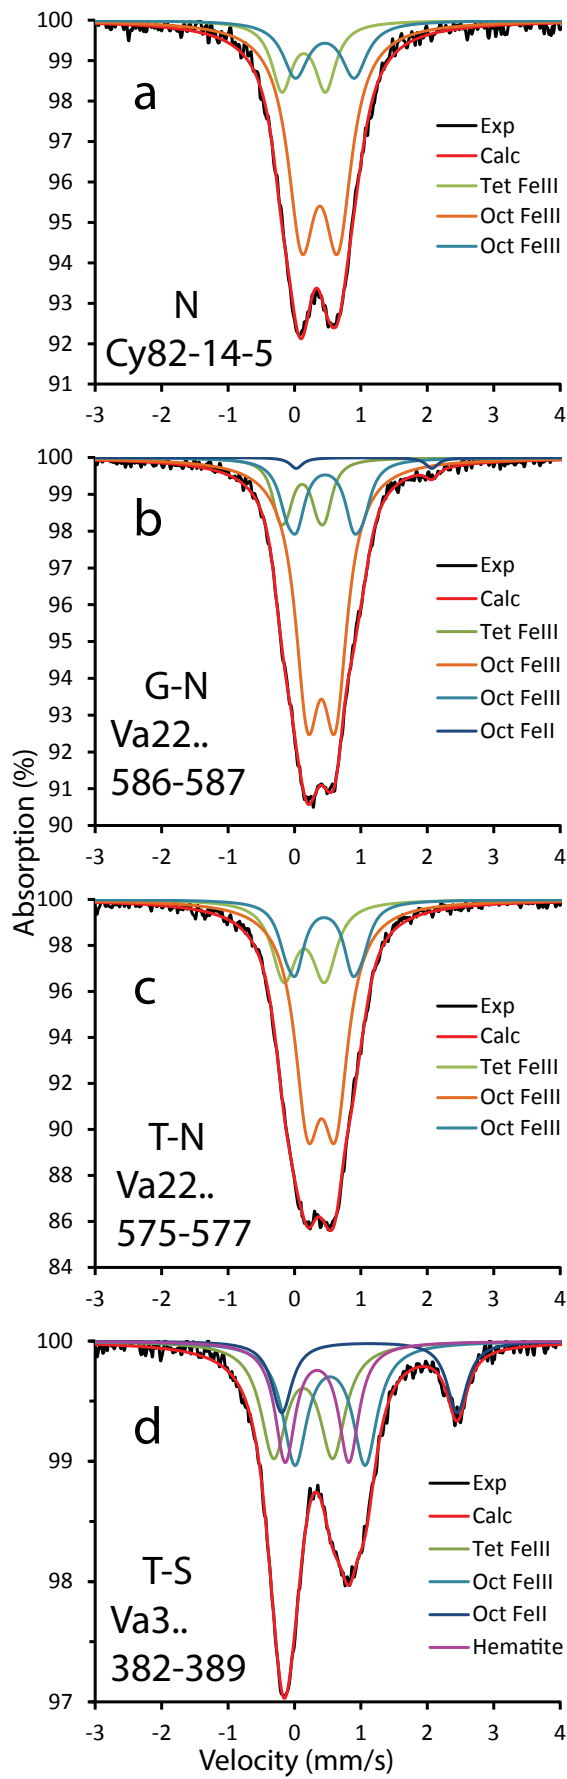 100
99
98
97
96
95
94
93
92
91
a
Exp
Calc
Tet FeIII
Oct FeIII
Oct FeIII
N
Cy82-14-5
-3 -2 -1 0 1 2 3 4
100
99
98
97
96
95
94
93
92
91
90
b
Exp
Calc
Tet FeIII
Oct FeIII
Oct FeIII
Oct FeII
G-N
Va22..
586-587
-3 -2 -1 0 1 2 3 4
Absorption (%)
100
98
96
94
92
90
88
86
84
c
Exp
Calc
Tet FeIII
Oct FeIII
Oct FeIII
T-N
Va22..
575-577
-3 -2 -1 0 1 2 3 4
100
99
98
97
d
Exp
Calc
Tet FeIII
Oct FeIII
Oct FeII
Hematite
T-S
Va3..
382-389
-3 -2 -1 0 1 2 3 4
Velocity (mm/s)